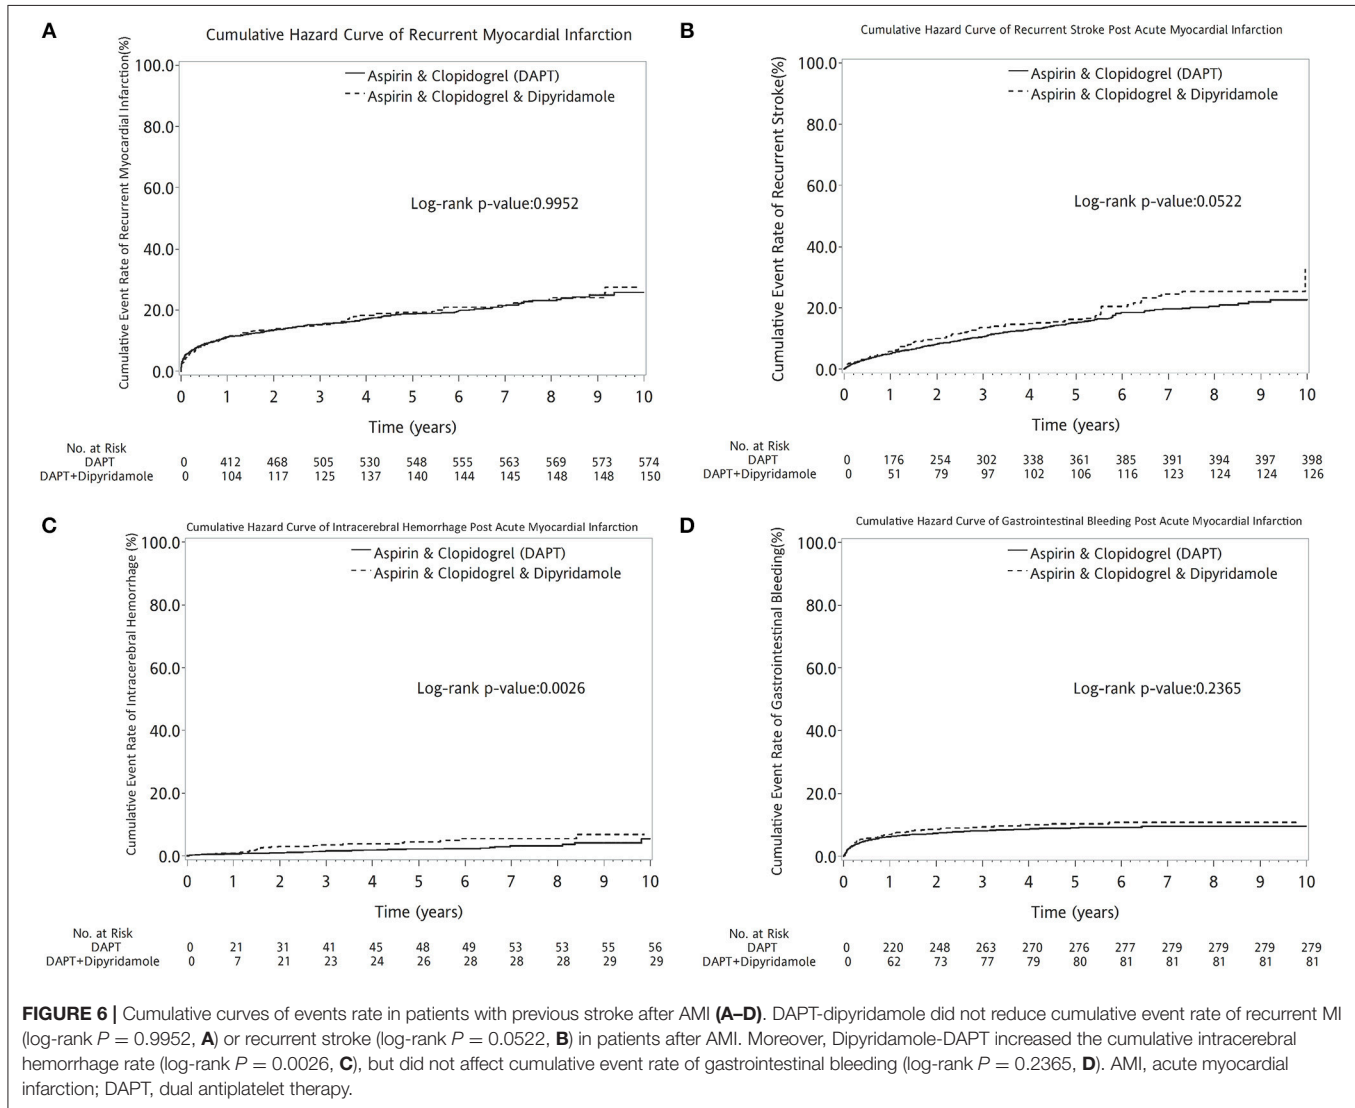 A
Cumulative Hazard Curve of Recurrent Myocardial Infarction
Cumulative Event Rate of Recurrent Myocardial Infarction(%)
100.0
80.0
60.0
40.0
20.0
0.0
Aspirin & Clopidogrel (DAPT)
Aspirin & Clopidogrel & Dipyridamole
Log-rank p-value:0.9952
0 1 2 3 4 5 6 7 8 9 10
Time (years)
No. at Risk
DAPT 0 412 468 505 530 548 555 563 569 573 574
DAPT+Dipyridamole 0 104 117 125 137 140 144 145 148 148 150
B
Cumulative Hazard Curve of Recurrent Stroke Post Acute Myocardial Infarction
Cumulative Event Rate of Recurrent Stroke(%)
100.0
80.0
60.0
40.0
20.0
0.0
Aspirin & Clopidogrel (DAPT)
Aspirin & Clopidogrel & Dipyridamole
Log-rank p-value:0.0522
0 1 2 3 4 5 6 7 8 9 10
Time (years)
No. at Risk
DAPT 0 176 254 302 338 361 385 391 394 397 398
DAPT+Dipyridamole 0 51 79 97 102 106 116 123 124 124 126
C
Cumulative Hazard Curve of Intracerebral Hemorrhage Post Acute Myocardial Infarction
Cumulative Event Rate of Intracerebral Hemorrhage (%)
100.0
80.0
60.0
40.0
20.0
0.0
Aspirin & Clopidogrel (DAPT)
Aspirin & Clopidogrel & Dipyridamole
Log-rank p-value:0.0026
0 1 2 3 4 5 6 7 8 9 10
Time (years)
No. at Risk
DAPT 0 21 31 41 45 48 49 53 53 55 56
DAPT+Dipyridamole 0 7 21 23 24 26 28 28 28 29 29
D
Cumulative Hazard Curve of Gastrointestinal Bleeding Post Acute Myocardial Infarction
Cumulative Event Rate of Gastrointestinal Bleeding(%)
100.0
80.0
60.0
40.0
20.0
0.0
Aspirin & Clopidogrel (DAPT)
Aspirin & Clopidogrel & Dipyridamole
Log-rank p-value:0.2365
0 1 2 3 4 5 6 7 8 9 10
Time (years)
No. at Risk
DAPT 0 220 248 263 270 276 277 279 279 279 279
DAPT+Dipyridamole 0 62 73 77 79 80 81 81 81 81 81
FIGURE 6 | Cumulative curves of events rate in patients with previous stroke after AMI (A–D). DAPT-dipyridamole did not reduce cumulative event rate of recurrent MI
(log-rank P = 0.9952, A) or recurrent stroke (log-rank P = 0.0522, B) in patients after AMI. Moreover, Dipyridamole-DAPT increased the cumulative intracerebral
hemorrhage rate (log-rank P = 0.0026, C), but did not affect cumulative event rate of gastrointestinal bleeding (log-rank P = 0.2365, D). AMI, acute myocardial
infarction; DAPT, dual antiplatelet therapy.